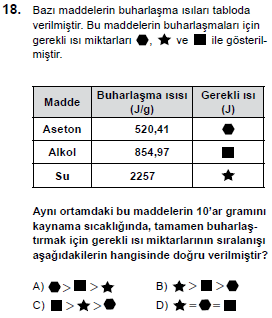 18. Bazı maddelerin buharlaşma ısıları tabloda
verilmiştir. Bu maddelerin buharlaşmaları için
gerekli ısı miktarları ⬣, ★ ve ■ ile gösteril-
miştir.
Madde Buharlaşma ısısı (J/g) Gerekli ısı (J)
Aseton 520,41 ⬣
Alkol 854,97 ■
Su 2257 ★
Aynı ortamdaki bu maddelerin 10'ar gramını
kaynama sıcaklığında, tamamen buharlaş-
tırmak için gerekli ısı miktarlarının sıralanışı
aşağıdakilerin hangisinde doğru verilmiştir?
A) ⬣ > ■ > ★ B) ★ > ■ > ⬣
C) ■ > ★ > ⬣ D) ★ = ⬣ = ■